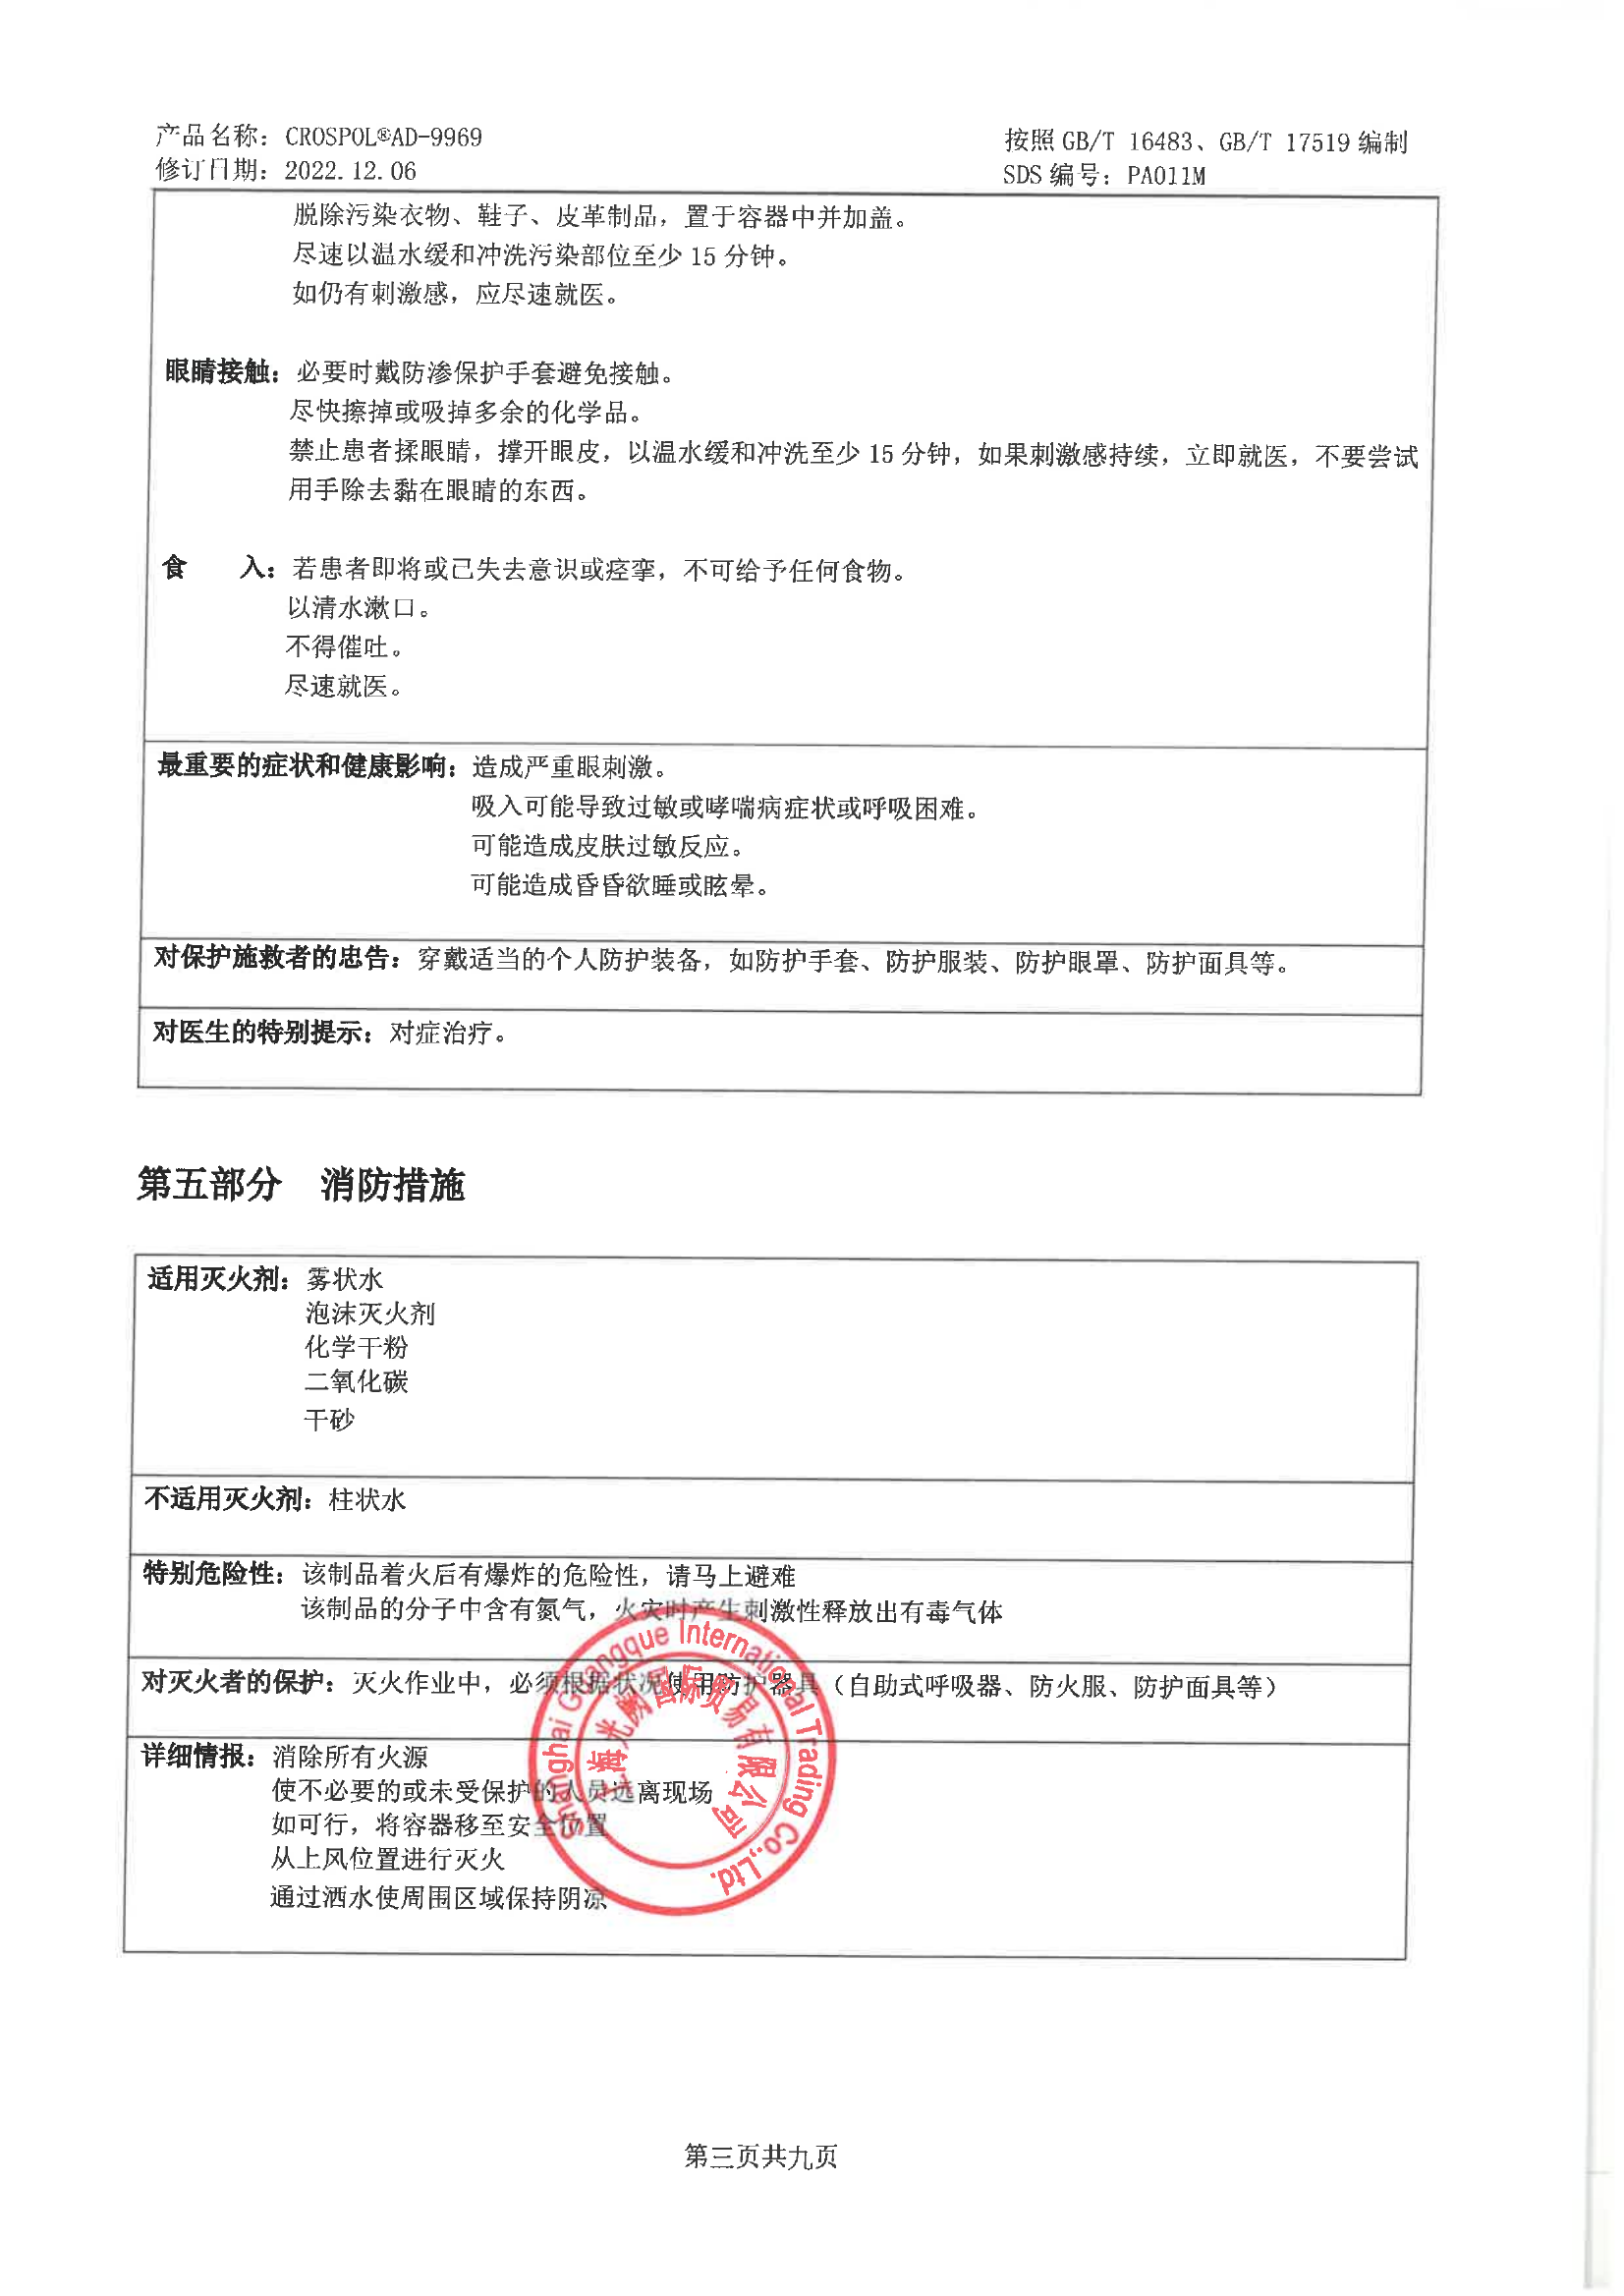 产品名称：CROSPOL®AD-9969
按照 GB/T 16483、GB/T 17519 编制
修订日期：2022.12.06
SDS 编号：PA011M
脱除污染衣物、鞋子、皮革制品，置于容器中并加盖。
尽速以温水缓和冲洗污染部位至少 15 分钟。
如仍有刺激感，应尽速就医。
眼睛接触：必要时戴防渗保护手套避免接触。
尽快擦掉或吸掉多余的化学品。
禁止患者揉眼睛，撑开眼皮，以温水缓和冲洗至少 15 分钟，如果刺激感持续，立即就医，不要尝试
用手除去黏在眼睛的东西。
食　　入：若患者即将或已失去意识或痉挛，不可给予任何食物。
以清水漱口。
不得催吐。
尽速就医。
最重要的症状和健康影响：造成严重眼刺激。
吸入可能导致过敏或哮喘病症状或呼吸困难。
可能造成皮肤过敏反应。
可能造成昏昏欲睡或眩晕。
对保护施救者的忠告：穿戴适当的个人防护装备，如防护手套、防护服装、防护眼罩、防护面具等。
对医生的特别提示：对症治疗。
第五部分　消防措施
适用灭火剂：雾状水
泡沫灭火剂
化学干粉
二氧化碳
干砂
不适用灭火剂：柱状水
特别危险性：该制品着火后有爆炸的危险性，请马上避难
该制品的分子中含有氮气，火灾时产生刺激性释放出有毒气体
对灭火者的保护：灭火作业中，必须根据状况使用防护器具（自助式呼吸器、防火服、防护面具等）
详细情报：消除所有火源
使不必要的或未受保护的人员远离现场
如可行，将容器移至安全位置
从上风位置进行灭火
通过洒水使周围区域保持阴凉
Shanghai Guangque International Trading Co.,Ltd.
上海光阙国际贸易有限公司
第三页共九页